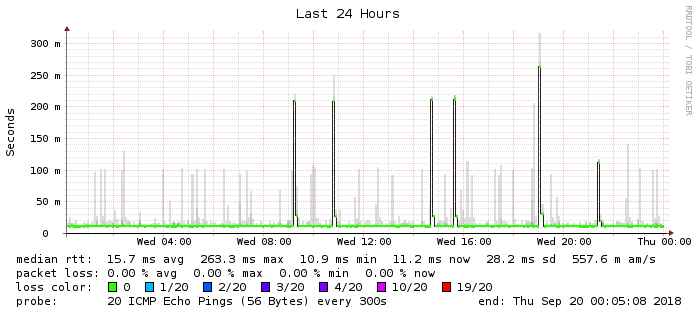 Last 24 Hours
RRDTOOL / TOBI OETIKER
Seconds
300 m
250 m
200 m
150 m
100 m
50 m
0
Wed 04:00 Wed 08:00 Wed 12:00 Wed 16:00 Wed 20:00 Thu 00:00
median rtt: 15.7 ms avg 263.3 ms max 10.9 ms min 11.2 ms now 28.2 ms sd 557.6 m am/s
packet loss: 0.00 % avg 0.00 % max 0.00 % min 0.00 % now
loss color: 0 1/20 2/20 3/20 4/20 10/20 19/20
probe: 20 ICMP Echo Pings (56 Bytes) every 300s end: Thu Sep 20 00:05:08 2018